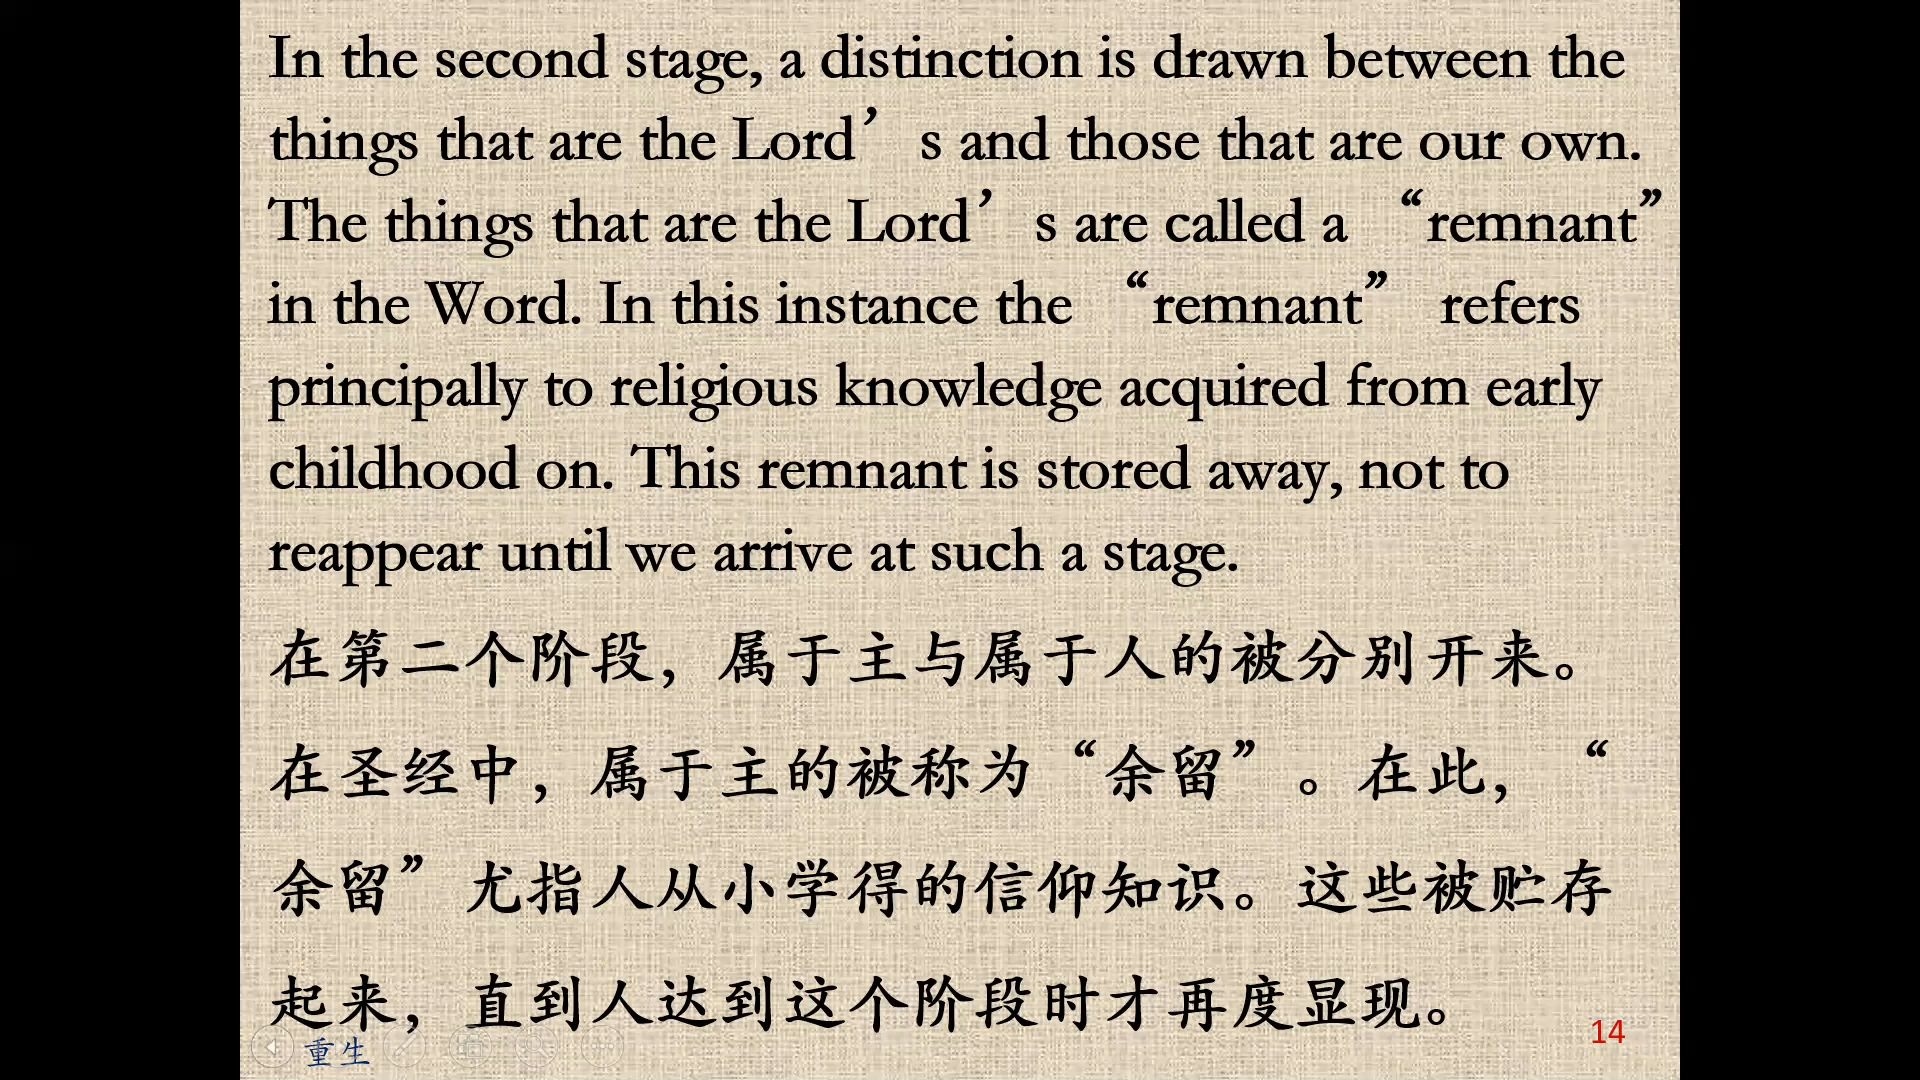 In the second stage, a distinction is drawn between the
things that are the Lord’s and those that are our own.
The things that are the Lord’s are called a “remnant”
in the Word. In this instance the “remnant” refers
principally to religious knowledge acquired from early
childhood on. This remnant is stored away, not to
reappear until we arrive at such a stage.
在第二个阶段，属于主与属于人的被分别开来。
在圣经中，属于主的被称为“余留”。在此，“
余留”尤指人从小学得的信仰知识。这些被贮存
起来，直到人达到这个阶段时才再度显现。
重生
14